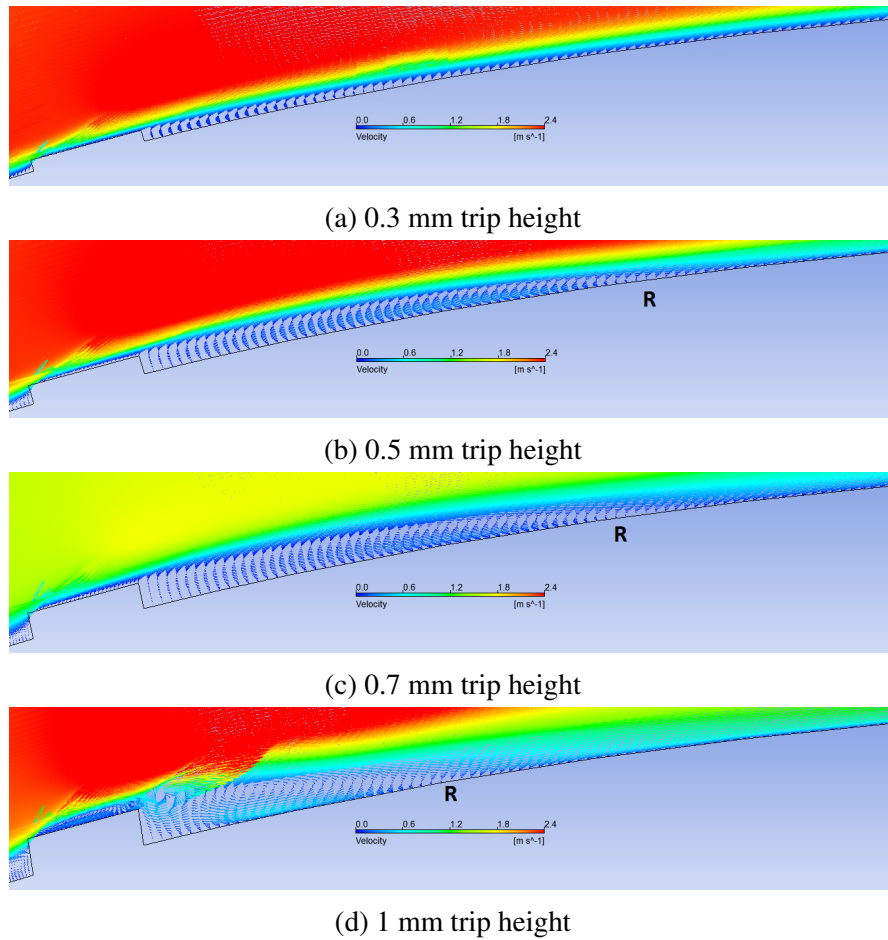 0.0 0.6 1.2 1.8 2.4
Velocity [m s^-1]
(a) 0.3 mm trip height
R
0.0 0.6 1.2 1.8 2.4
Velocity [m s^-1]
(b) 0.5 mm trip height
R
0.0 0.6 1.2 1.8 2.4
Velocity [m s^-1]
(c) 0.7 mm trip height
R
0.0 0.6 1.2 1.8 2.4
Velocity [m s^-1]
(d) 1 mm trip height